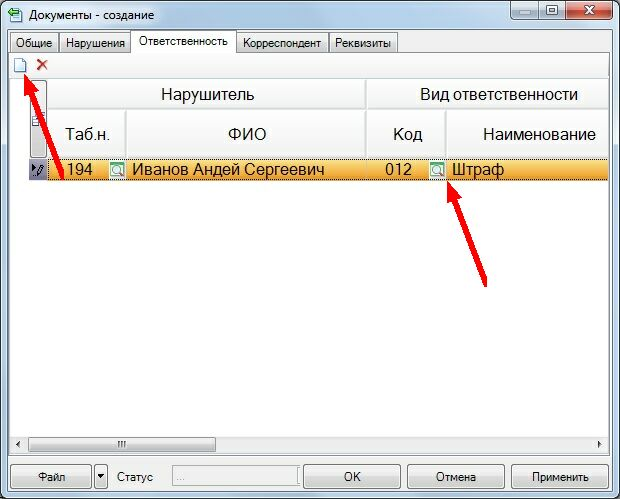 Документы - создание
Общие Нарушения Ответственность Корреспондент Реквизиты
Нарушитель Вид ответственности
Таб.н. ФИО Код Наименование
194 Иванов Андей Сергеевич 012 Штраф
Файл Статус ... OK Отмена Применить